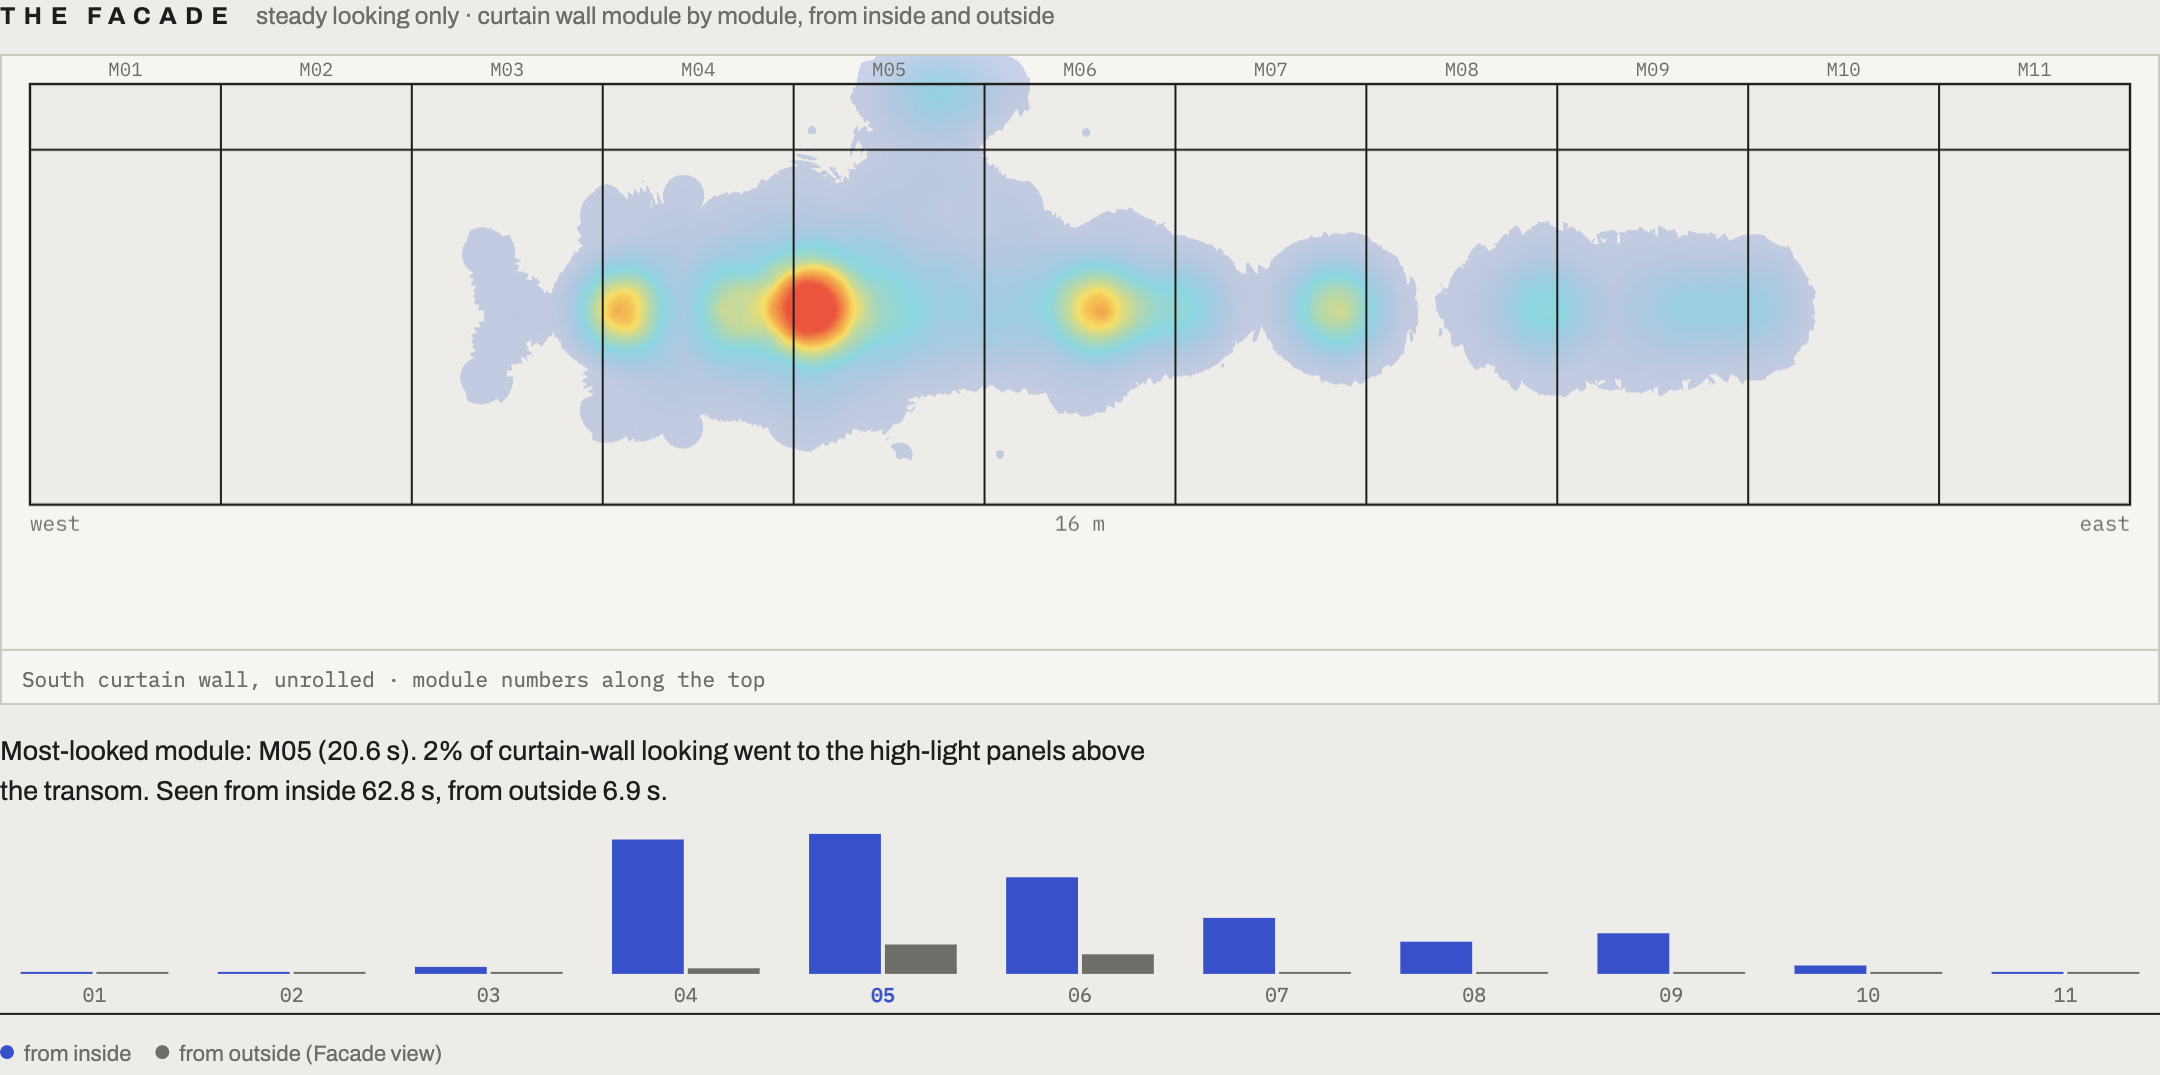 THE FACADE steady looking only · curtain wall module by module, from inside and outside
M01 M02 M03 M04 M05 M06 M07 M08 M09 M10 M11
west 16 m east
South curtain wall, unrolled · module numbers along the top
Most-looked module: M05 (20.6 s). 2% of curtain-wall looking went to the high-light panels above
the transom. Seen from inside 62.8 s, from outside 6.9 s.
01 02 03 04 05 06 07 08 09 10 11
from inside from outside (Facade view)